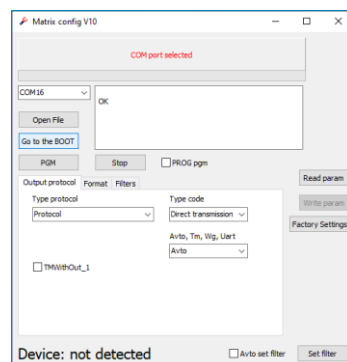 Matrix config V10
COM port selected
COM16
OK
Open File
Go to the BOOT
PGM Stop PROG pgm
Read param
Output protocol Format Filters
Write param
Type protocol Type code
Protocol Direct transmission
Factory Settings
Avto, Tm, Wg, Uart
Avto
TMWithOut_1
Device: not detected Avto set filter Set filter